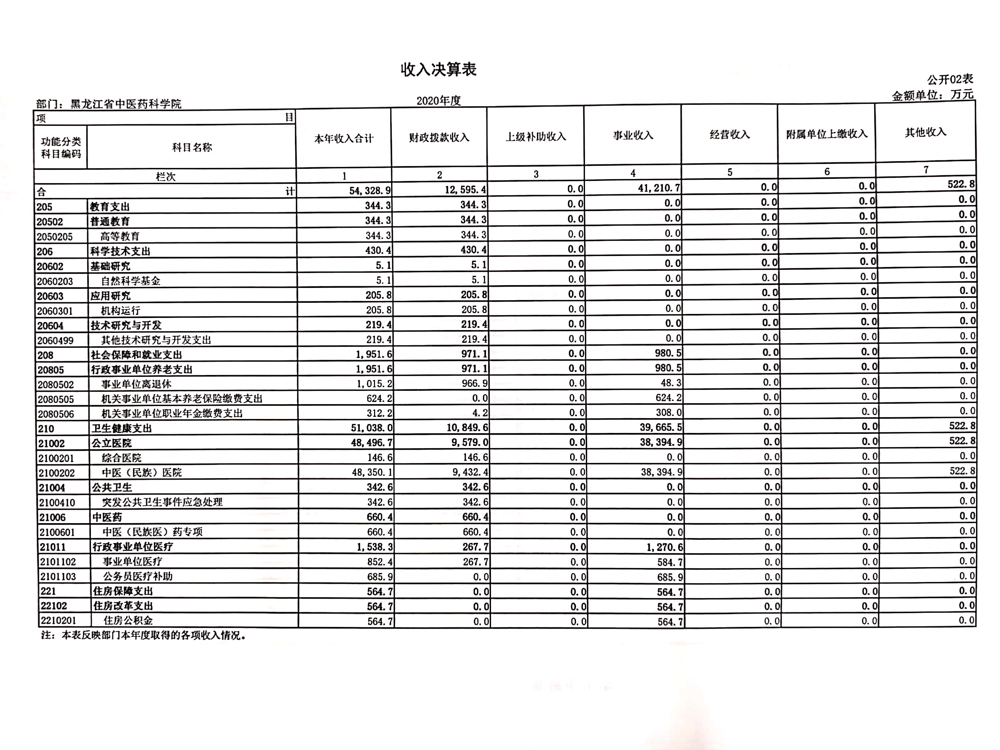 收入决算表
公开02表
部门：黑龙江省中医药科学院 2020年度 金额单位：万元
项 目 本年收入合计 财政拨款收入 上级补助收入 事业收入 经营收入 附属单位上缴收入 其他收入
功能分类科目编码 科目名称
栏次 1 2 3 4 5 6 7
合 计 54,328.9 12,595.4 0.0 41,210.7 0.0 0.0 522.8
205 教育支出 344.3 344.3 0.0 0.0 0.0 0.0 0.0
20502 普通教育 344.3 344.3 0.0 0.0 0.0 0.0 0.0
2050205 高等教育 344.3 344.3 0.0 0.0 0.0 0.0 0.0
206 科学技术支出 430.4 430.4 0.0 0.0 0.0 0.0 0.0
20602 基础研究 5.1 5.1 0.0 0.0 0.0 0.0 0.0
2060203 自然科学基金 5.1 5.1 0.0 0.0 0.0 0.0 0.0
20603 应用研究 205.8 205.8 0.0 0.0 0.0 0.0 0.0
2060301 机构运行 205.8 205.8 0.0 0.0 0.0 0.0 0.0
20604 技术研究与开发 219.4 219.4 0.0 0.0 0.0 0.0 0.0
2060499 其他技术研究与开发支出 219.4 219.4 0.0 0.0 0.0 0.0 0.0
208 社会保障和就业支出 1,951.6 971.1 0.0 980.5 0.0 0.0 0.0
20805 行政事业单位养老支出 1,951.6 971.1 0.0 980.5 0.0 0.0 0.0
2080502 事业单位离退休 1,015.2 966.9 0.0 48.3 0.0 0.0 0.0
2080505 机关事业单位基本养老保险缴费支出 624.2 0.0 0.0 624.2 0.0 0.0 0.0
2080506 机关事业单位职业年金缴费支出 312.2 4.2 0.0 308.0 0.0 0.0 0.0
210 卫生健康支出 51,038.0 10,849.6 0.0 39,665.5 0.0 0.0 522.8
21002 公立医院 48,496.7 9,579.0 0.0 38,394.9 0.0 0.0 522.8
2100201 综合医院 146.6 146.6 0.0 0.0 0.0 0.0 0.0
2100202 中医（民族）医院 48,350.1 9,432.4 0.0 38,394.9 0.0 0.0 522.8
21004 公共卫生 342.6 342.6 0.0 0.0 0.0 0.0 0.0
2100410 突发公共卫生事件应急处理 342.6 342.6 0.0 0.0 0.0 0.0 0.0
21006 中医药 660.4 660.4 0.0 0.0 0.0 0.0 0.0
2100601 中医（民族医）药专项 660.4 660.4 0.0 0.0 0.0 0.0 0.0
21011 行政事业单位医疗 1,538.3 267.7 0.0 1,270.6 0.0 0.0 0.0
2101102 事业单位医疗 852.4 267.7 0.0 584.7 0.0 0.0 0.0
2101103 公务员医疗补助 685.9 0.0 0.0 685.9 0.0 0.0 0.0
221 住房保障支出 564.7 0.0 0.0 564.7 0.0 0.0 0.0
22102 住房改革支出 564.7 0.0 0.0 564.7 0.0 0.0 0.0
2210201 住房公积金 564.7 0.0 0.0 564.7 0.0 0.0 0.0
注：本表反映部门本年度取得的各项收入情况。